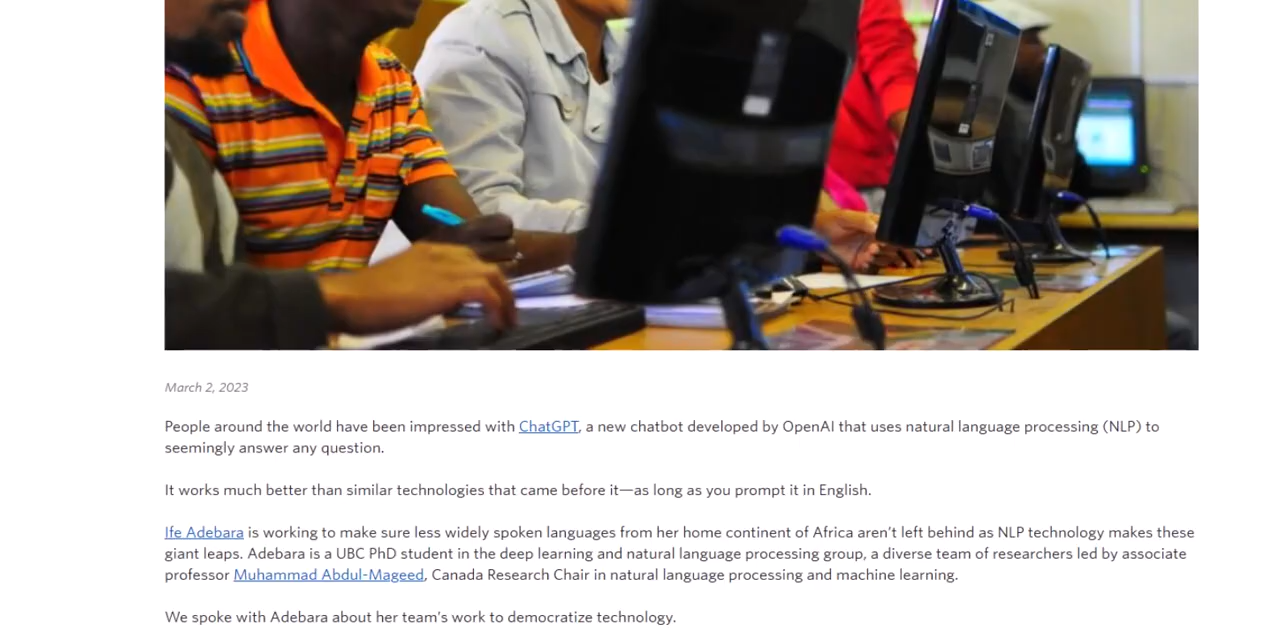 March 2, 2023
People around the world have been impressed with ChatGPT, a new chatbot developed by OpenAI that uses natural language processing (NLP) to
seemingly answer any question.
It works much better than similar technologies that came before it—as long as you prompt it in English.
Ife Adebara is working to make sure less widely spoken languages from her home continent of Africa aren’t left behind as NLP technology makes these
giant leaps. Adebara is a UBC PhD student in the deep learning and natural language processing group, a diverse team of researchers led by associate
professor Muhammad Abdul-Mageed, Canada Research Chair in natural language processing and machine learning.
We spoke with Adebara about her team’s work to democratize technology.